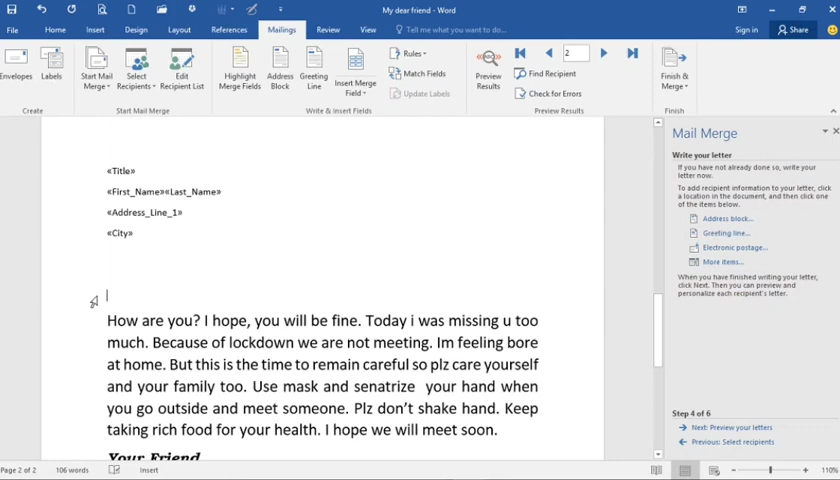 My dear friend - Word
File Home Insert Draw Design Layout References Mailings Review View Tell me what you want to do... Sign in Share
Envelopes Labels Start Mail Merge Select Recipients Edit Recipient List Highlight Merge Fields Address Block Greeting Line Insert Merge Field Rules Match Fields Update Labels ABC Preview Results 2 Find Recipient Check for Errors Finish & Merge
Create Start Mail Merge Write & Insert Fields Preview Results Finish
«Title»
«First_Name»«Last_Name»
«Address_Line_1»
«City»
How are you? I hope, you will be fine. Today i was missing u too
much. Because of lockdown we are not meeting. Im feeling bore
at home. But this is the time to remain careful so plz care yourself
and your family too. Use mask and senatrize your hand when
you go outside and meet someone. Plz don't shake hand. Keep
taking rich food for your health. I hope we will meet soon.
Your Friend
Mail Merge
Write your letter
If you have not already done so, write your
letter now.
To add recipient information to your letter, click
a location in the document, and then click one
of the items below.
Address block...
Greeting line...
Electronic postage...
More items...
When you have finished writing your letter,
click Next. Then you can preview and
personalize each recipient's letter.
Step 4 of 6
Next: Preview your letters
Previous: Select recipients
Page 2 of 2 106 words Insert 110%